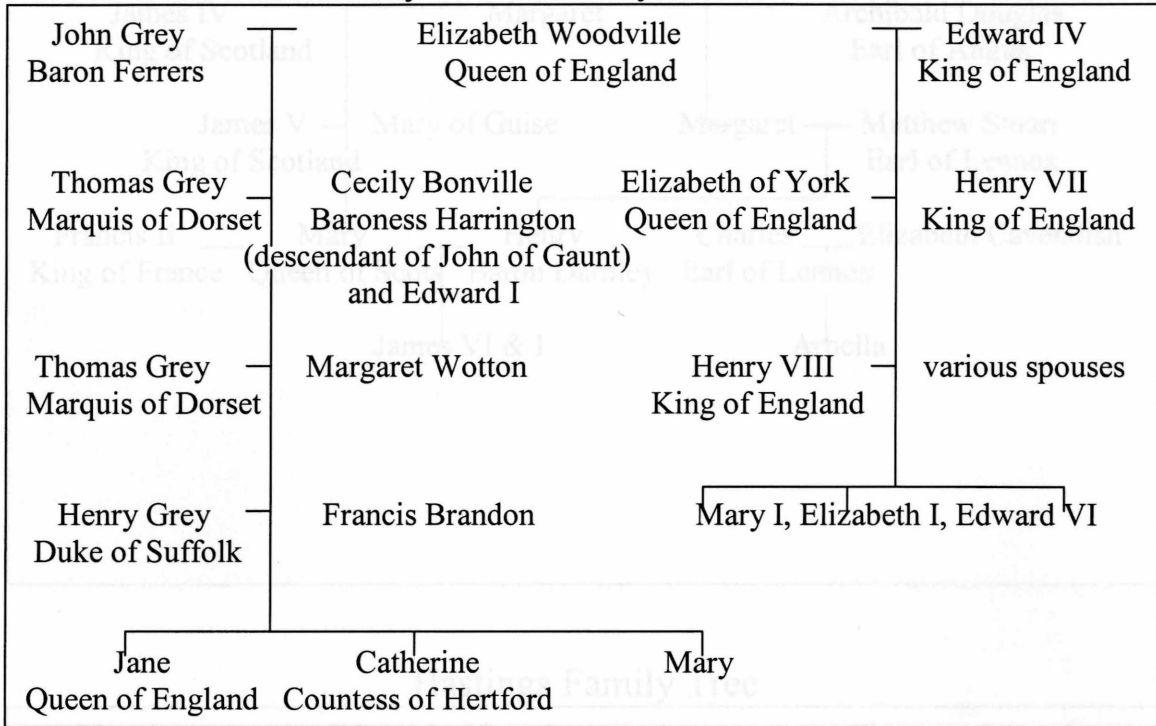 John Grey Elizabeth Woodville Edward IV
Baron Ferrers Queen of England King of England
Thomas Grey Cecily Bonville Elizabeth of York Henry VII
Marquis of Dorset Baroness Harrington Queen of England King of England
(descendant of John of Gaunt)
and Edward I
Thomas Grey Margaret Wotton Henry VIII various spouses
Marquis of Dorset King of England
Henry Grey Francis Brandon Mary I, Elizabeth I, Edward VI
Duke of Suffolk
Jane Catherine Mary
Queen of England Countess of Hertford
Hastings Family Tree